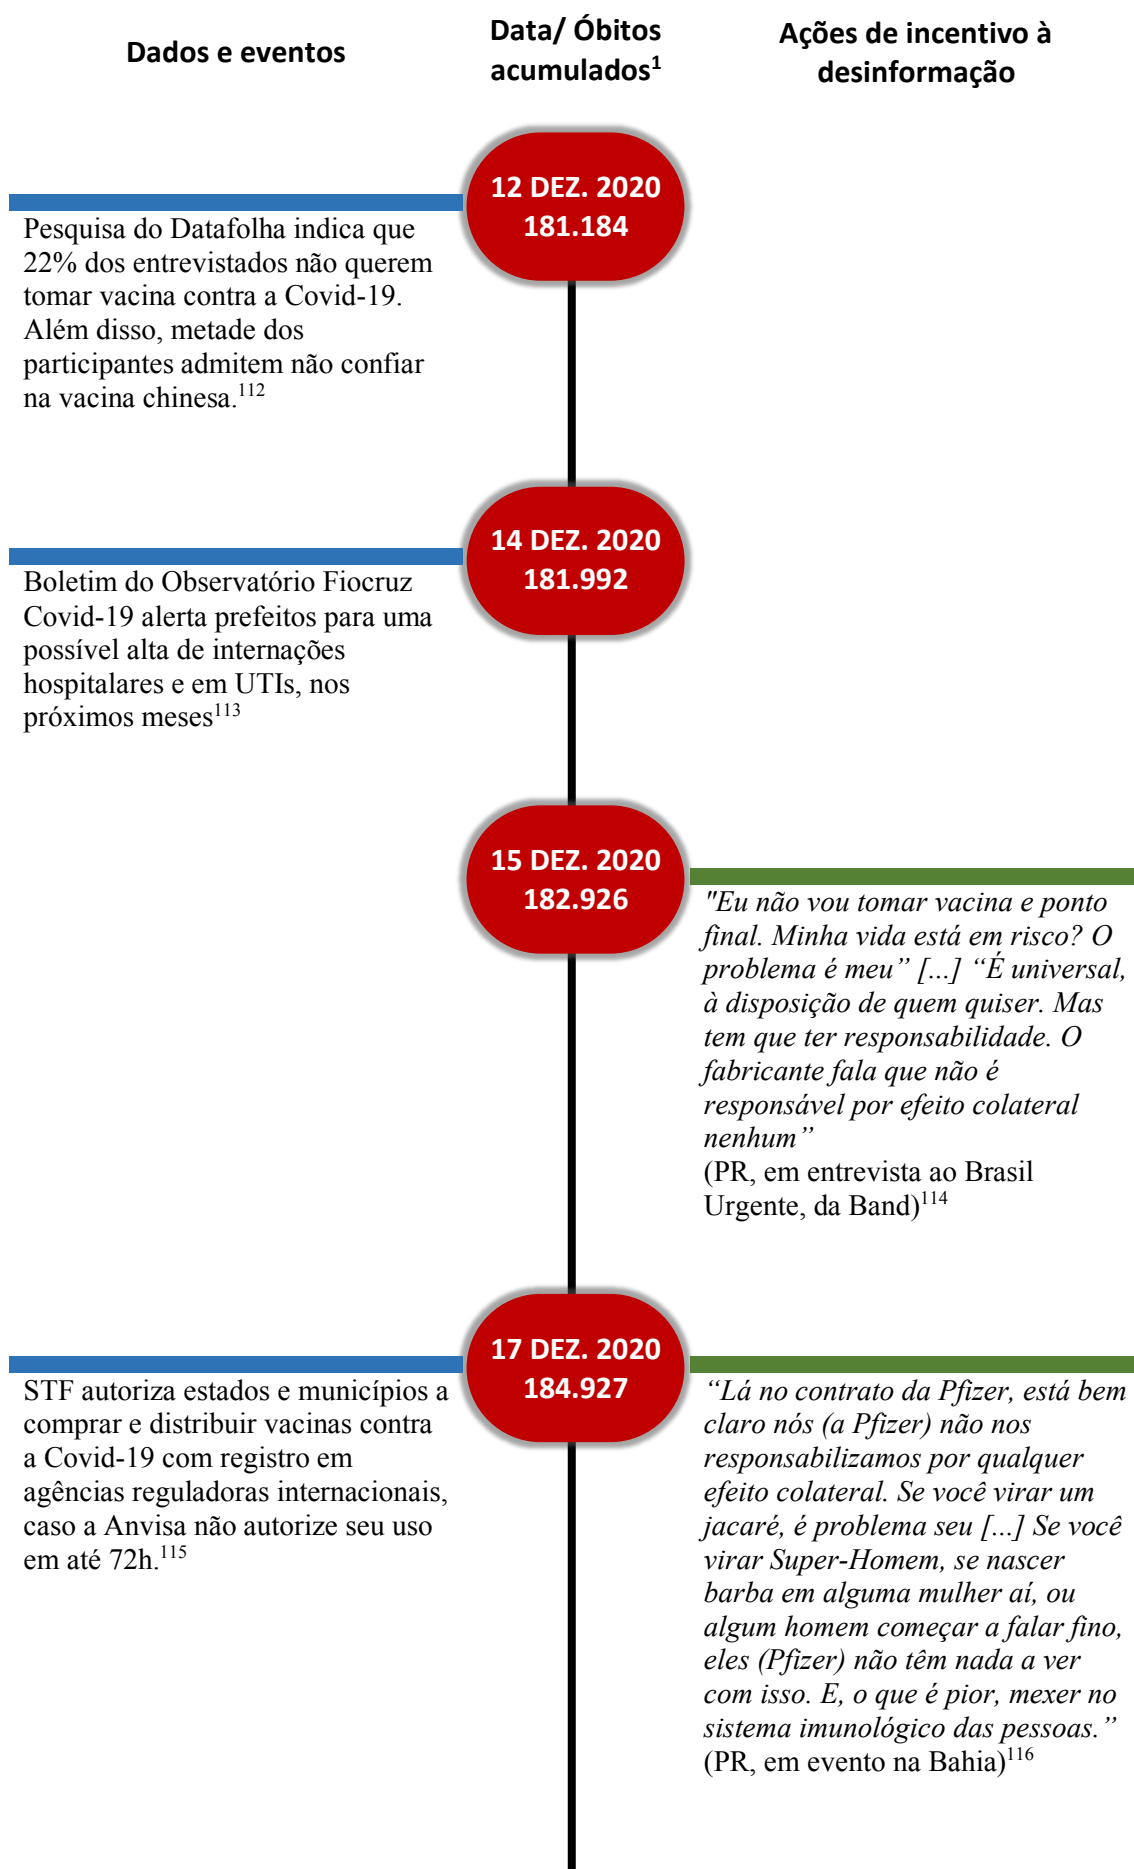 Dados e eventos
Data/ Óbitos
acumulados1
Ações de incentivo à
desinformação
12 DEZ. 2020
181.184
Pesquisa do Datafolha indica que
22% dos entrevistados não querem
tomar vacina contra a Covid-19.
Além disso, metade dos
participantes admitem não confiar
na vacina chinesa.112
14 DEZ. 2020
181.992
Boletim do Observatório Fiocruz
Covid-19 alerta prefeitos para uma
possível alta de internações
hospitalares e em UTIs, nos
próximos meses113
15 DEZ. 2020
182.926
"Eu não vou tomar vacina e ponto
final. Minha vida está em risco? O
problema é meu” [...] “É universal,
à disposição de quem quiser. Mas
tem que ter responsabilidade. O
fabricante fala que não é
responsável por efeito colateral
nenhum”
(PR, em entrevista ao Brasil
Urgente, da Band)114
17 DEZ. 2020
184.927
STF autoriza estados e municípios a
comprar e distribuir vacinas contra
a Covid-19 com registro em
agências reguladoras internacionais,
caso a Anvisa não autorize seu uso
em até 72h.115
“Lá no contrato da Pfizer, está bem
claro nós (a Pfizer) não nos
responsabilizamos por qualquer
efeito colateral. Se você virar um
jacaré, é problema seu [...] Se você
virar Super-Homem, se nascer
barba em alguma mulher aí, ou
algum homem começar a falar fino,
eles (Pfizer) não têm nada a ver
com isso. E, o que é pior, mexer no
sistema imunológico das pessoas.”
(PR, em evento na Bahia)116